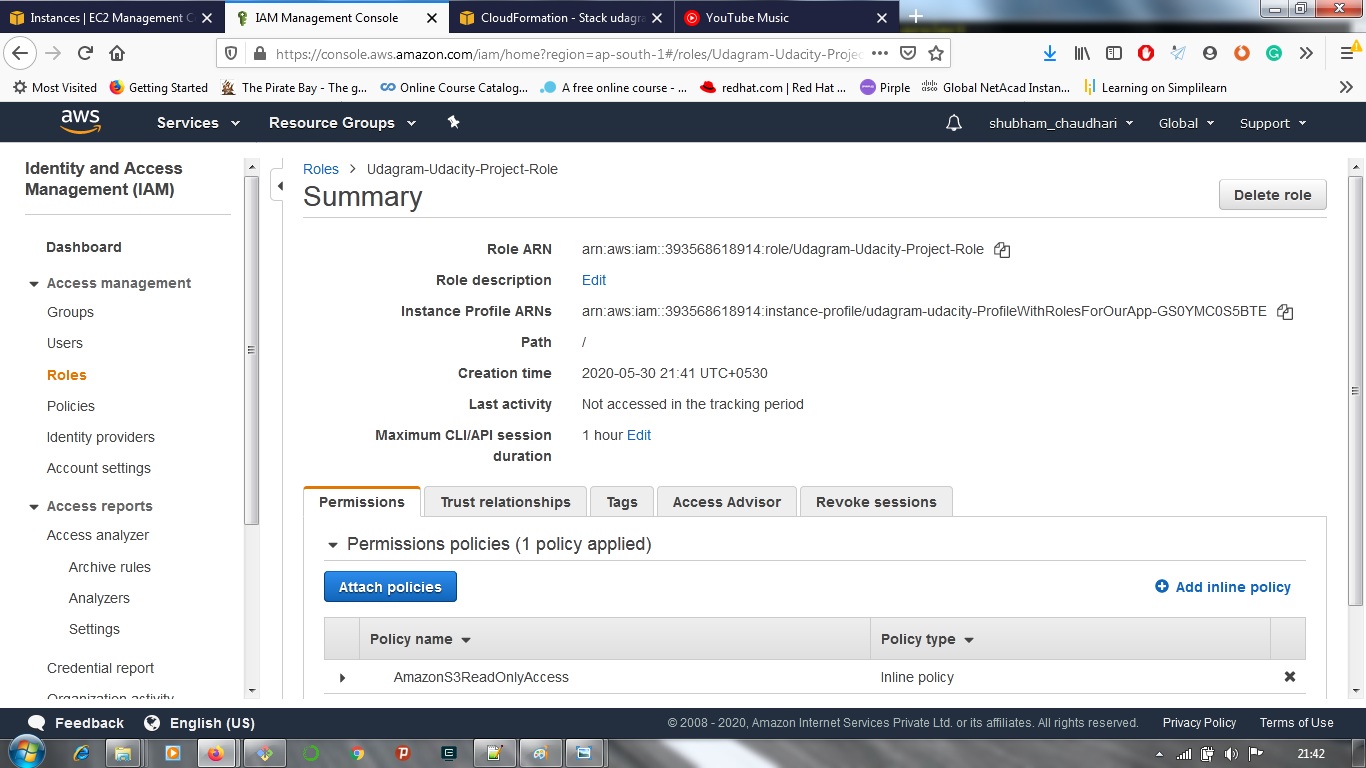 Instances | EC2 Management C
IAM Management Console
CloudFormation - Stack udagra
YouTube Music
https://console.aws.amazon.com/iam/home?region=ap-south-1#/roles/Udagram-Udacity-Projec
Most Visited
Getting Started
The Pirate Bay - The g...
Online Course Catalog...
A free online course - ...
redhat.com | Red Hat ...
Pirple
Global NetAcad Instan...
Learning on Simplilearn
aws
Services
Resource Groups
shubham_chaudhari
Global
Support
Identity and Access
Management (IAM)
Dashboard
Access management
Groups
Users
Roles
Policies
Identity providers
Account settings
Access reports
Access analyzer
Archive rules
Analyzers
Settings
Credential report
Organization activity
Roles > Udagram-Udacity-Project-Role
Summary
Delete role
Role ARN arn:aws:iam::393568618914:role/Udagram-Udacity-Project-Role
Role description Edit
Instance Profile ARNs arn:aws:iam::393568618914:instance-profile/udagram-udacity-ProfileWithRolesForOurApp-GS0YMC0S5BTE
Path /
Creation time 2020-05-30 21:41 UTC+0530
Last activity Not accessed in the tracking period
Maximum CLI/API session 1 hour Edit
duration
Permissions
Trust relationships
Tags
Access Advisor
Revoke sessions
Permissions policies (1 policy applied)
Attach policies
Add inline policy
Policy name
Policy type
AmazonS3ReadOnlyAccess
Inline policy
Feedback
English (US)
© 2008 - 2020, Amazon Internet Services Private Ltd. or its affiliates. All rights reserved.
Privacy Policy
Terms of Use
21:42